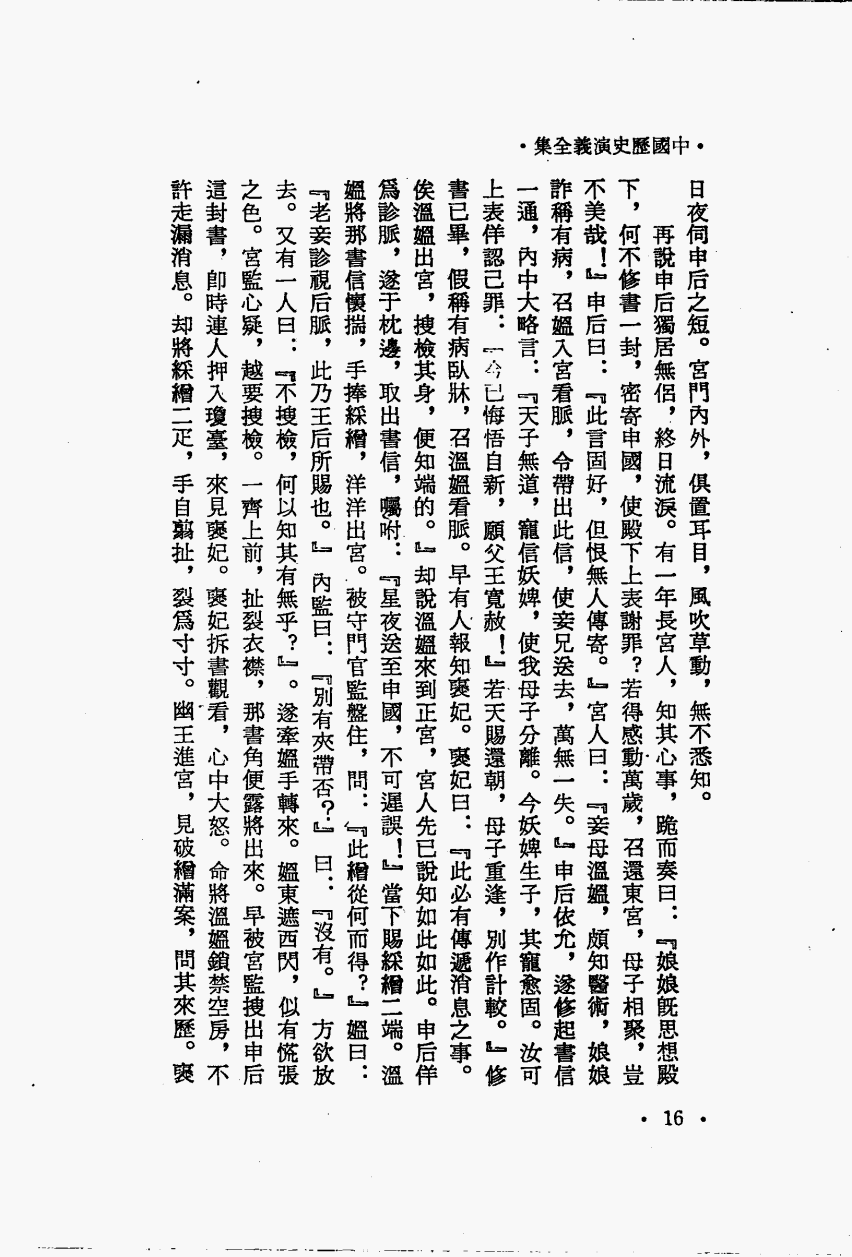 ·中國歷史演義全集·
日夜伺申后之短。宮門內外，俱置耳目，風吹草動，無不悉知。
再說申后獨居無侶，終日流淚。有一年長宮人，知其心事，跪而奏曰：『娘娘旣思想殿
下，何不修書一封，密寄申國，使殿下上表謝罪？若得感動萬歲，召還東宮，母子相聚，豈
不美哉！』申后曰：『此言固好，但恨無人傳寄。』宮人曰：『妾母溫媼，頗知醫術，娘娘
詐稱有病，召媼入宮看脈，令帶出此信，使妾兄送去，萬無一失。』申后依允，遂修起書信
一通，內中大略言：『天子無道，寵信妖婢，使我母子分離。今妖婢生子，其寵愈固。汝可
上表佯認己罪：「今已悔悟自新，願父王寬赦！』若天賜還朝，母子重逢，別作計較。』修
書已畢，假稱有病臥牀，召溫媼看脈。早有人報知襃妃。襃妃曰：『此必有傳遞消息之事。
俟溫媼出宮，搜檢其身，便知端的。』却說溫媼來到正宮，宮人先已說知如此如此。申后佯
爲診脈，遂于枕邊，取出書信，囑咐：『星夜送至申國，不可遲誤！』當下賜綵繒二端。溫
媼將那書信懷揣，手捧綵繒，洋洋出宮。被守門官監盤住，問：『此繒從何而得？』媼曰：
『老妾診視后脈，此乃王后所賜也。』內監曰：『別有夾帶否？』曰：『沒有。』方欲放
去。又有一人曰：『不搜檢，何以知其有無乎？』。遂牽媼手轉來。媼東遮西閃，似有慌張
之色。宮監心疑，越要搜檢。一齊上前，扯裂衣襟，那書角便露將出來。早被宮監搜出申后
這封書，卽時連人押入瓊臺，來見襃妃。襃妃拆書觀看，心中大怒。命將溫媼鎖禁空房，不
許走漏消息。却將綵繒二疋，手自翦扯，裂爲寸寸。幽王進宮，見破繒滿案，問其來歷。襃
·16·